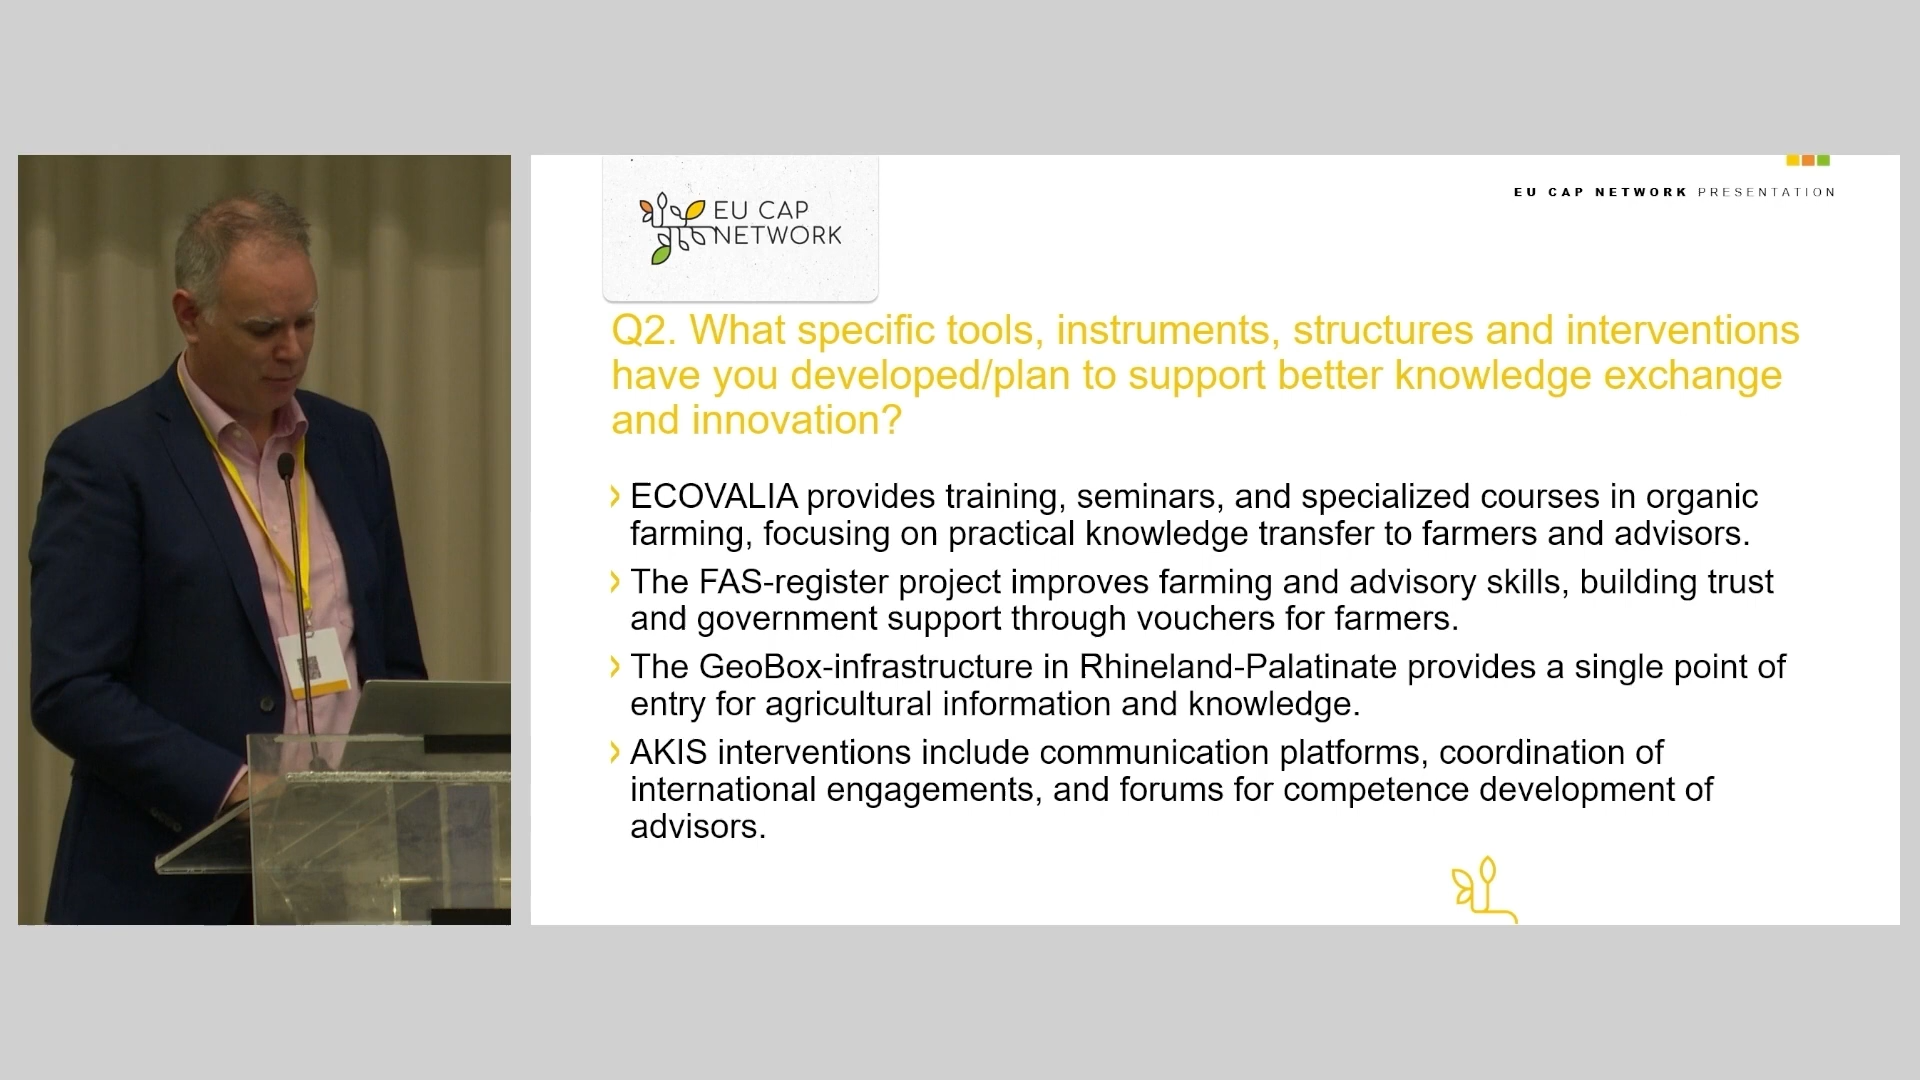 EU CAP
NETWORK
EU CAP NETWORK PRESENTATION
Q2. What specific tools, instruments, structures and interventions
have you developed/plan to support better knowledge exchange
and innovation?
ECOVALIA provides training, seminars, and specialized courses in organic
farming, focusing on practical knowledge transfer to farmers and advisors.
The FAS-register project improves farming and advisory skills, building trust
and government support through vouchers for farmers.
The GeoBox-infrastructure in Rhineland-Palatinate provides a single point of
entry for agricultural information and knowledge.
AKIS interventions include communication platforms, coordination of
international engagements, and forums for competence development of
advisors.